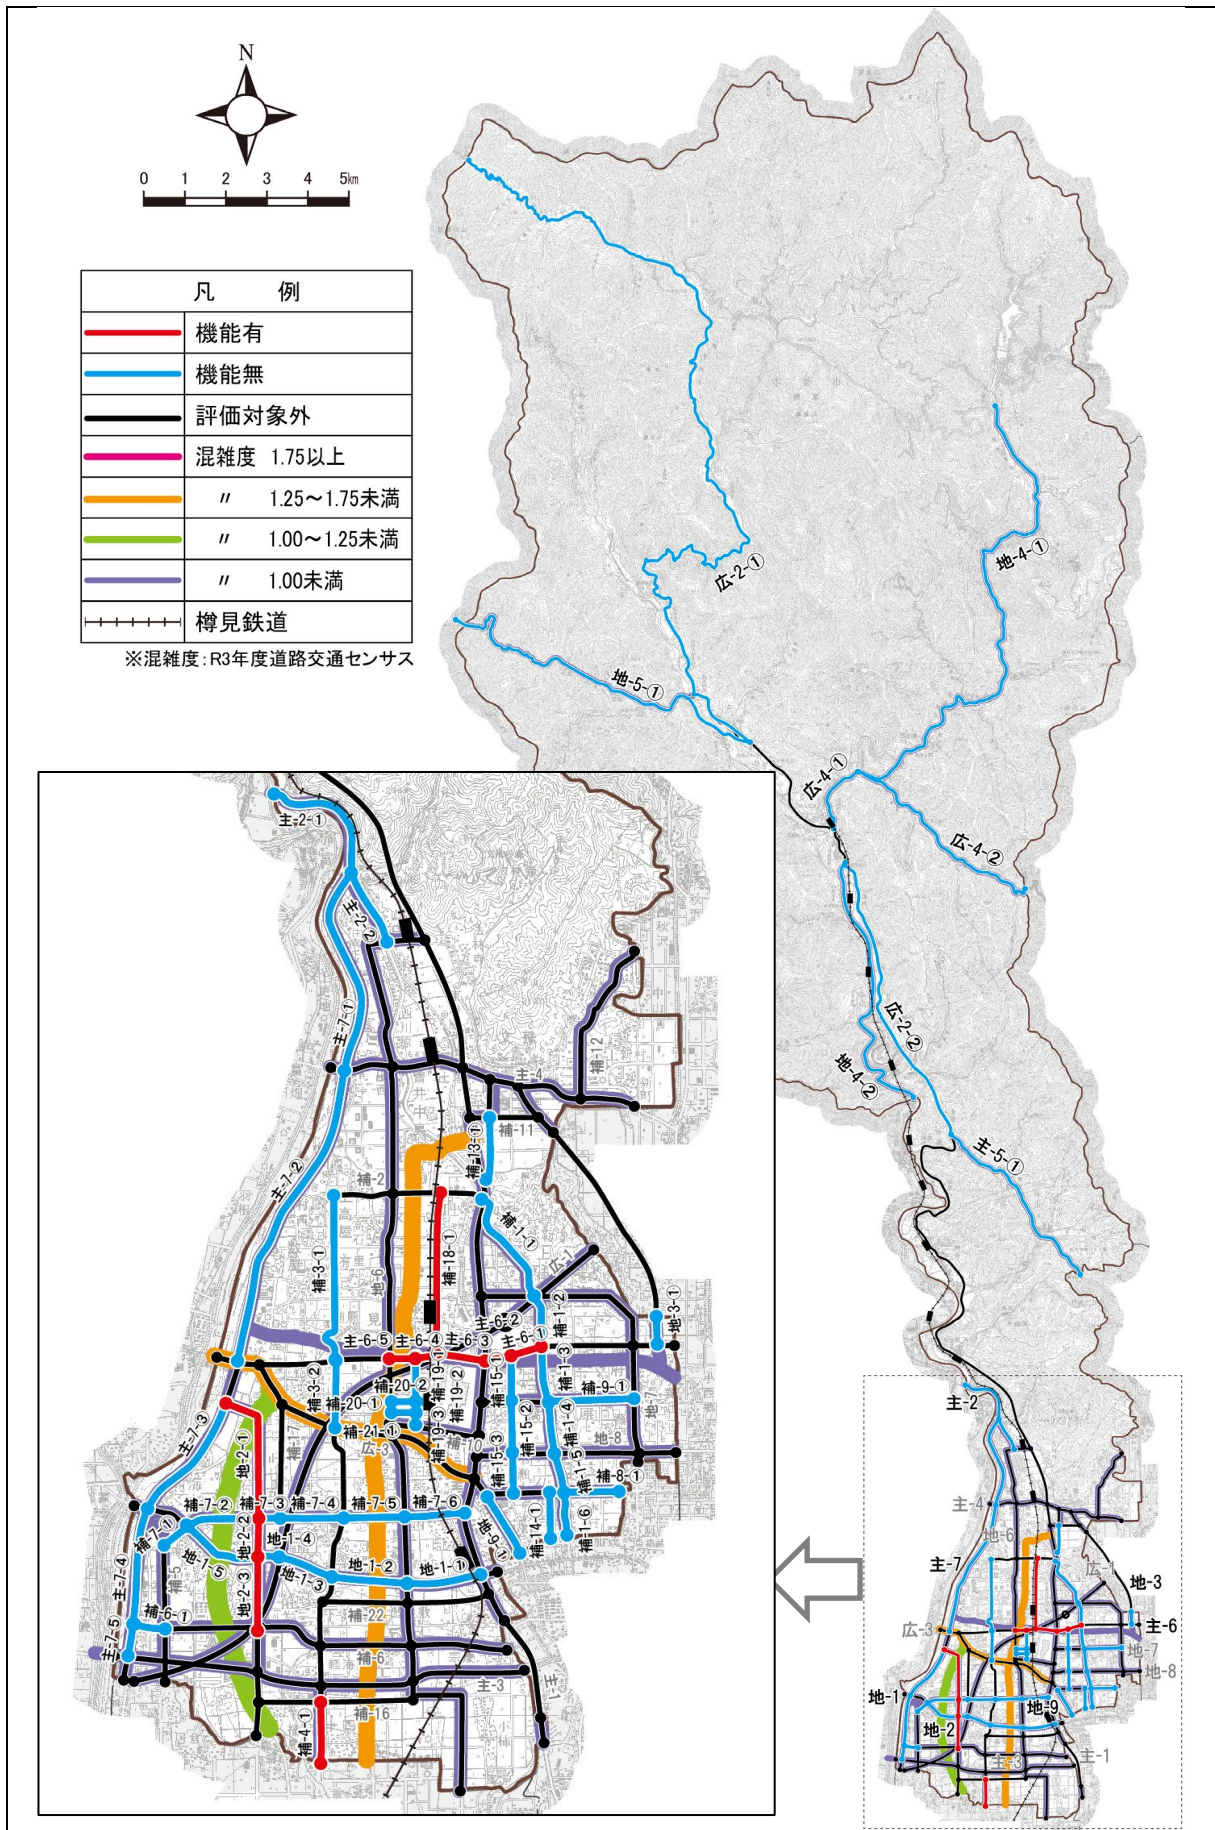 N
0 1 2 3 4 5km
凡 例
機能有
機能無
評価対象外
混雑度 1.75以上
〃 1.25～1.75未満
〃 1.00～1.25未満
〃 1.00未満
樽見鉄道
※混雑度：R3年度道路交通センサス
広-2-①
地-4-①
地-5-①
広-4-①
広-4-②
広-2-②
地-4-②
主-5-①
主-2-①
主-2-②
主-7-①
主-4
補-12
補-11
補-13-①
主-7-②
補-2
補-3-①
地-6
補-18-①
補-1-①
広-1
補-1-②
地-3-①
主-6-⑤
主-6-④
主-6-③
主-6-②
主-6-①
補-3-②
補-20-②
補-19-①
補-19-②
補-15-①
補-1-③
補-9-①
地-7
補-20-①
補-21-①
広-3
補-19-③
補-10
補-15-②
補-1-④
地-8
主-7-③
地-2-①
補-17
補-15-③
補-1-⑤
補-8-①
補-7-②
補-7-③
補-7-④
補-7-⑤
補-7-⑥
補-7-①
地-2-②
地-1-④
地-9-①
補-14-①
補-1-⑥
主-7-④
補-5
地-1-⑤
地-2-③
地-1-③
地-1-②
地-1-①
補-6-①
補-22
主-7-⑤
補-6
主-3
主-1
補-16
補-4-①
主-2
主-4
地-6
主-7
広-1
地-3
広-3
主-6
地-7
地-8
地-1
地-2
地-9
主-3
主-1